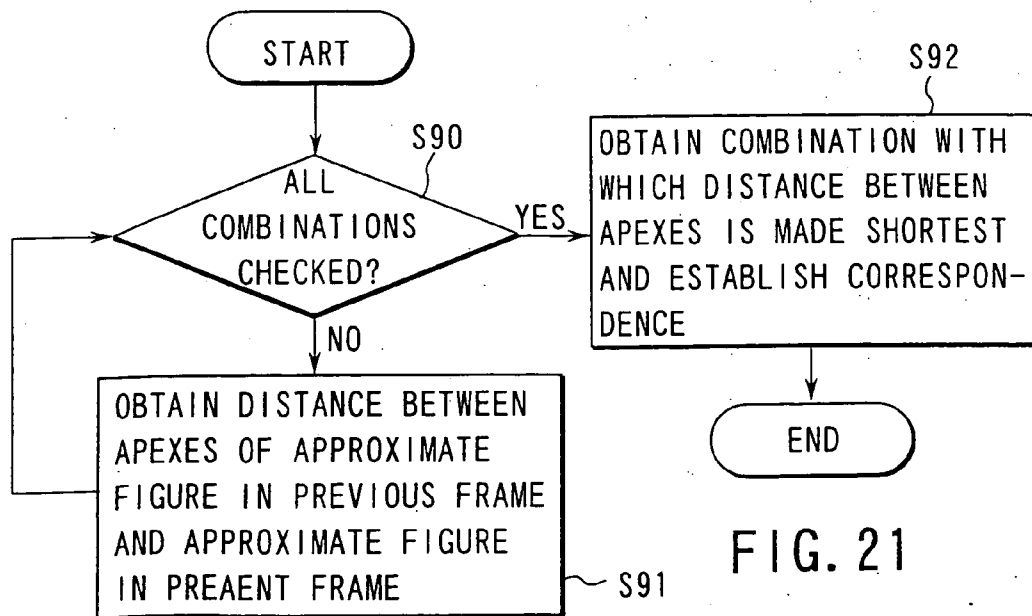 START
S90
ALL
COMBINATIONS
CHECKED?
YES
NO
OBTAIN DISTANCE BETWEEN
APEXES OF APPROXIMATE
FIGURE IN PREVIOUS FRAME
AND APPROXIMATE FIGURE
IN PREAENT FRAME
S91
S92
OBTAIN COMBINATION WITH
WHICH DISTANCE BETWEEN
APEXES IS MADE SHORTEST
AND ESTABLISH CORRESPON-
DENCE
END
FIG. 21